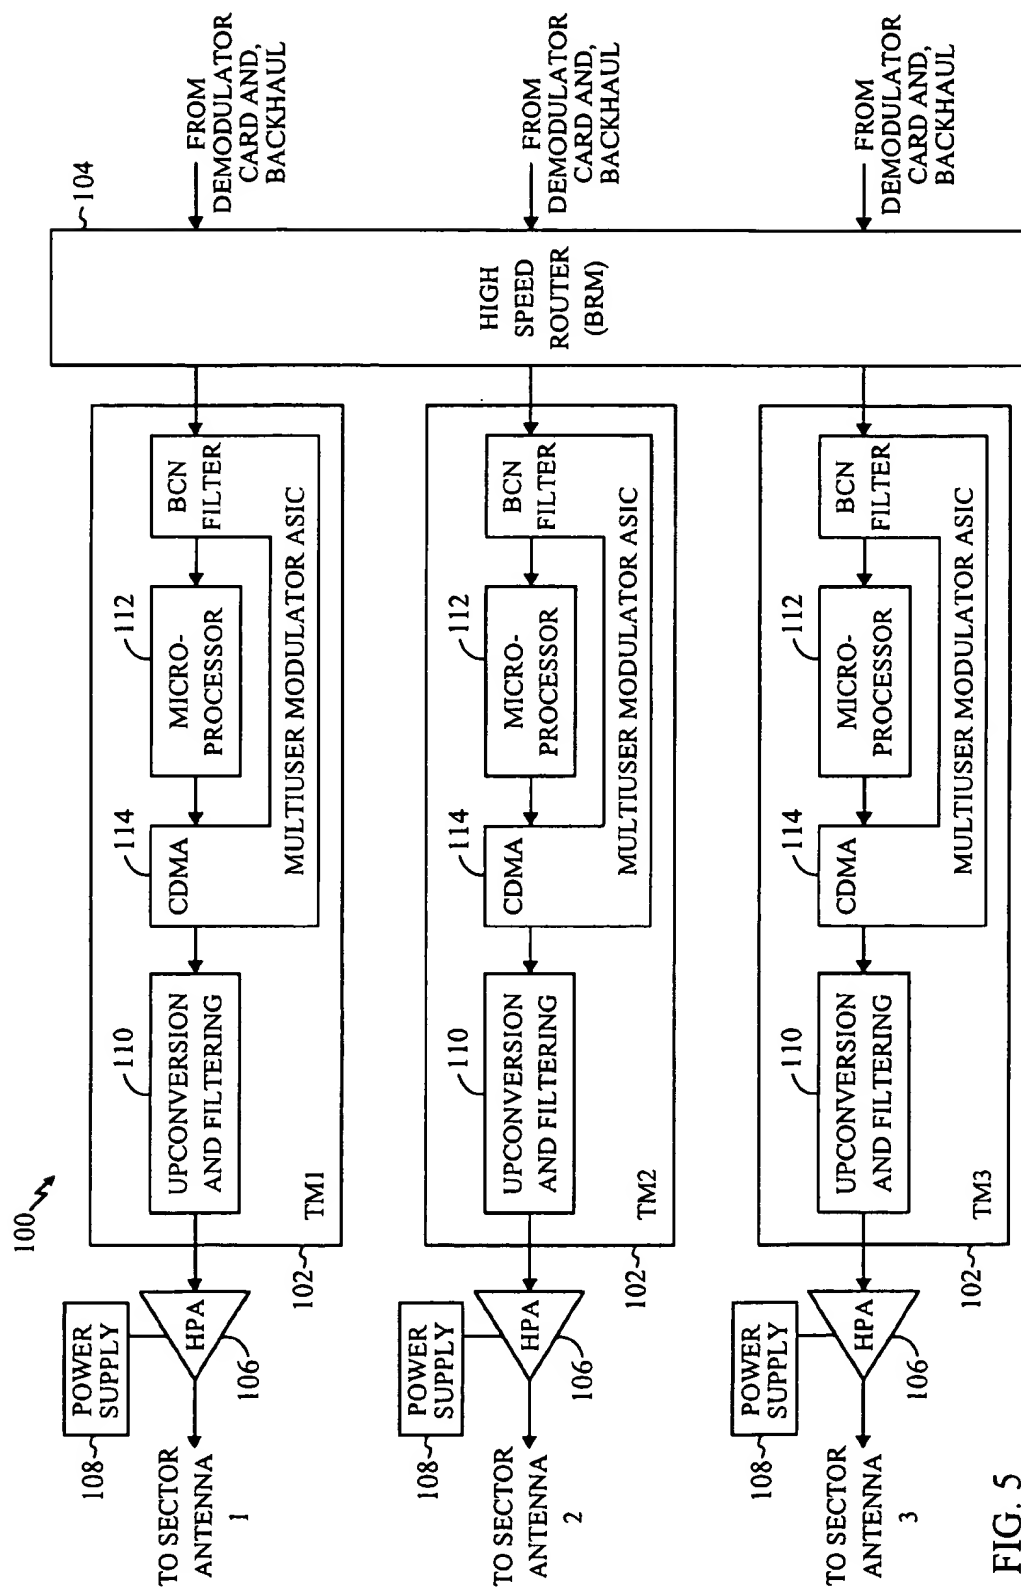 100
108
POWER
SUPPLY
TO SECTOR
ANTENNA
1
HPA
106
102
TM1
110
UPCONVERSION
AND FILTERING
114
CDMA
112
MICRO-
PROCESSOR
BCN
FILTER
MULTIUSER MODULATOR ASIC
104
HIGH
SPEED
ROUTER
(BRM)
FROM
DEMODULATOR
CARD AND,
BACKHAUL
108
POWER
SUPPLY
TO SECTOR
ANTENNA
2
HPA
106
102
TM2
110
UPCONVERSION
AND FILTERING
114
CDMA
112
MICRO-
PROCESSOR
BCN
FILTER
MULTIUSER MODULATOR ASIC
FROM
DEMODULATOR
CARD AND,
BACKHAUL
108
POWER
SUPPLY
TO SECTOR
ANTENNA
3
HPA
106
102
TM3
110
UPCONVERSION
AND FILTERING
114
CDMA
112
MICRO-
PROCESSOR
BCN
FILTER
MULTIUSER MODULATOR ASIC
FROM
DEMODULATOR
CARD AND,
BACKHAUL
FIG. 5